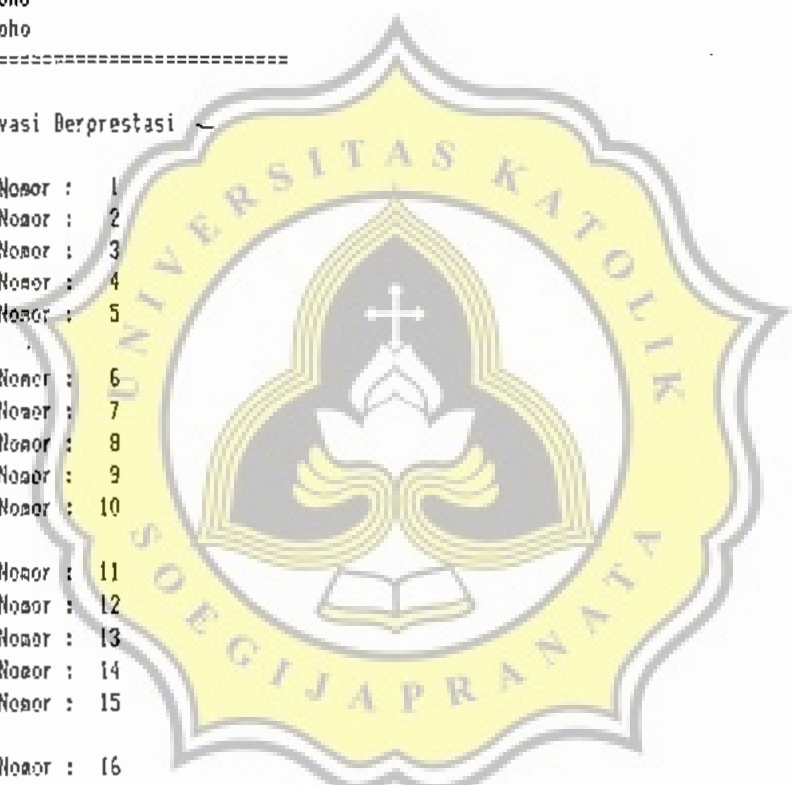 oho
oho
===========================
vasi Berprestasi
Nomor : 1
Nomor : 2
Nomor : 3
Nomor : 4
Nomor : 5
Nomor : 6
Nomor : 7
Nomor : 8
Nomor : 9
Nomor : 10
Nomor : 11
Nomor : 12
Nomor : 13
Nomor : 14
Nomor : 15
Nomor : 16
UNIVERSITAS KATOLIK
SOEGIJAPRANATA